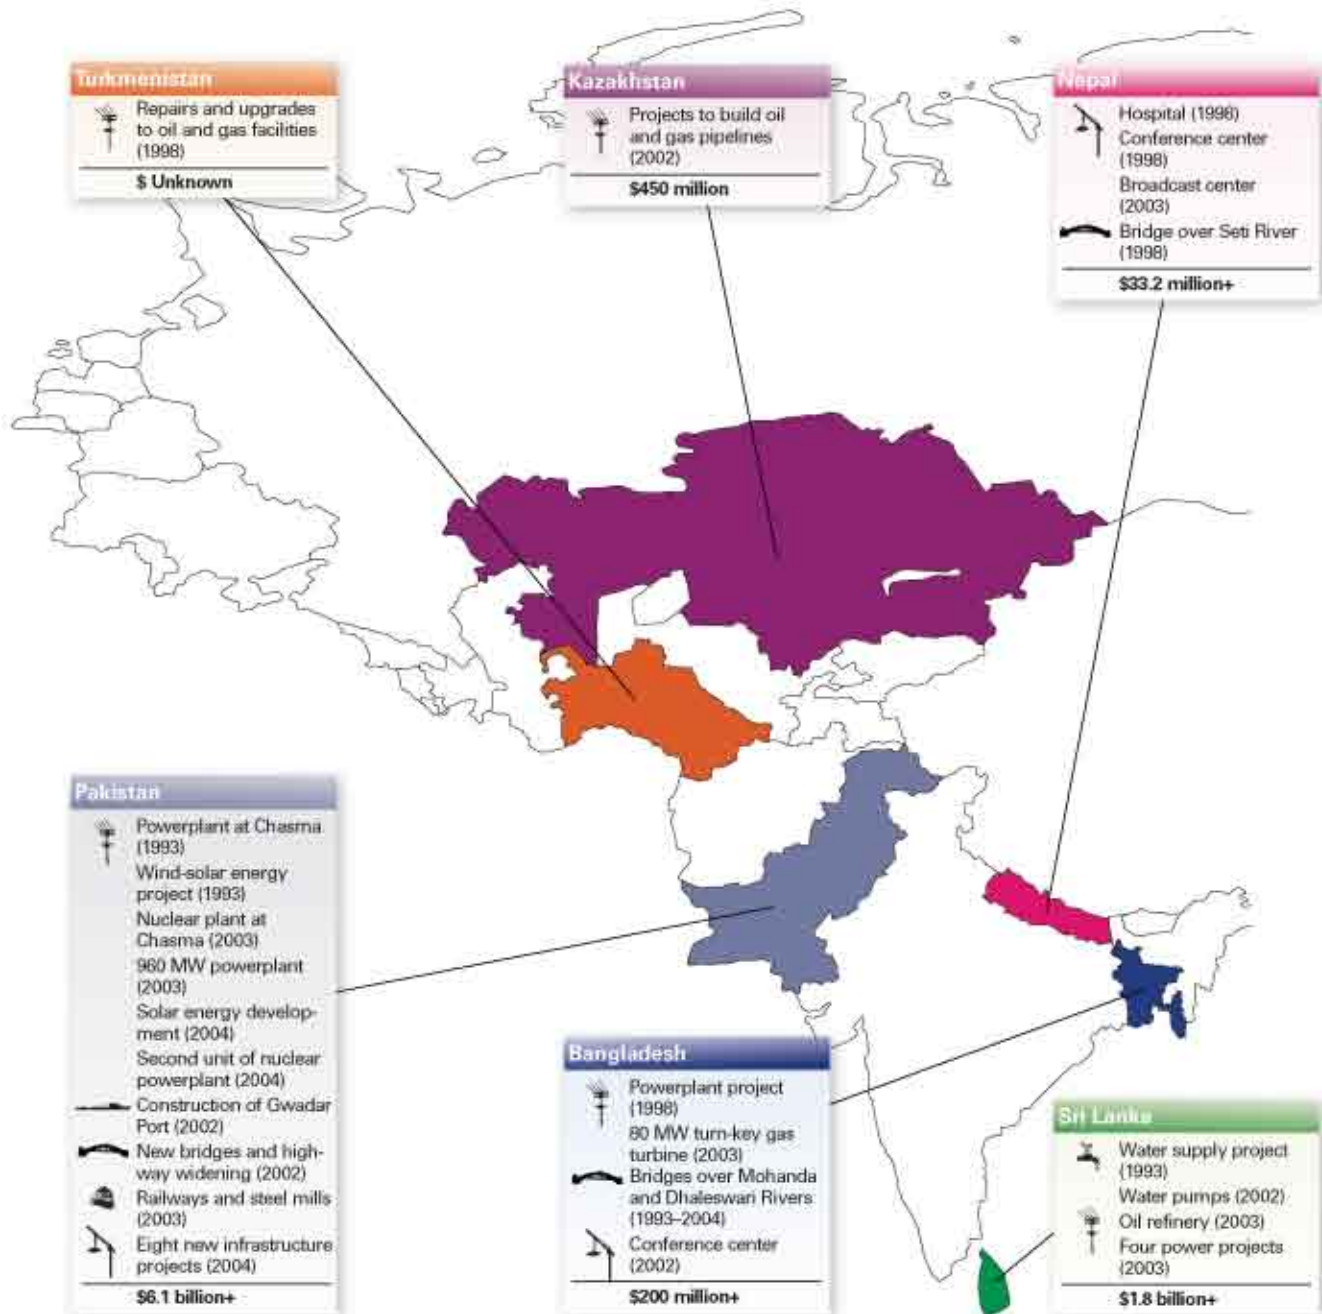 Turkmenistan
Repairs and upgrades
to oil and gas facilities
(1998)
$ Unknown
Kazakhstan
Projects to build oil
and gas pipelines
(2002)
$450 million
Nepal
Hospital (1998)
Conference center
(1998)
Broadcast center
(2003)
Bridge over Seti River
(1998)
$33.2 million+
Pakistan
Powerplant at Chasma
(1993)
Wind-solar energy
project (1993)
Nuclear plant at
Chasma (2003)
960 MW powerplant
(2003)
Solar energy develop-
ment (2004)
Second unit of nuclear
powerplant (2004)
Construction of Gwadar
Port (2002)
New bridges and high-
way widening (2002)
Railways and steel mills
(2003)
Eight new infrastructure
projects (2004)
$6.1 billion+
Bangladesh
Powerplant project
(1998)
80 MW turn-key gas
turbine (2003)
Bridges over Mohanda
and Dhaleswari Rivers
(1993–2004)
Conference center
(2002)
$200 million+
Sri Lanka
Water supply project
(1993)
Water pumps (2002)
Oil refinery (2003)
Four power projects
(2003)
$1.8 billion+